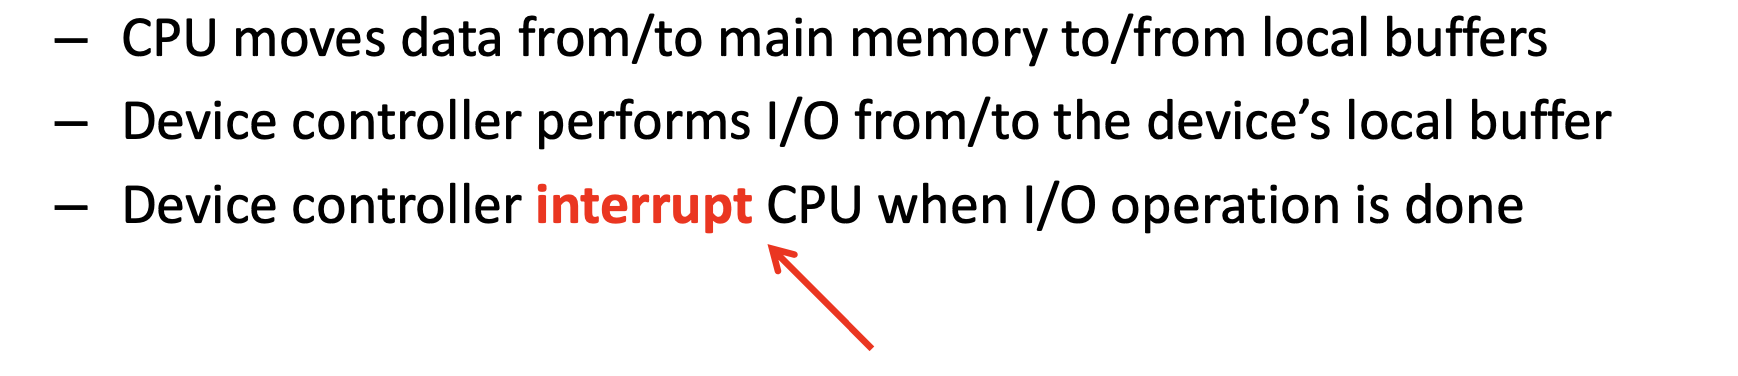 – CPU moves data from/to main memory to/from local buffers
– Device controller performs I/O from/to the device’s local buffer
– Device controller interrupt CPU when I/O operation is done